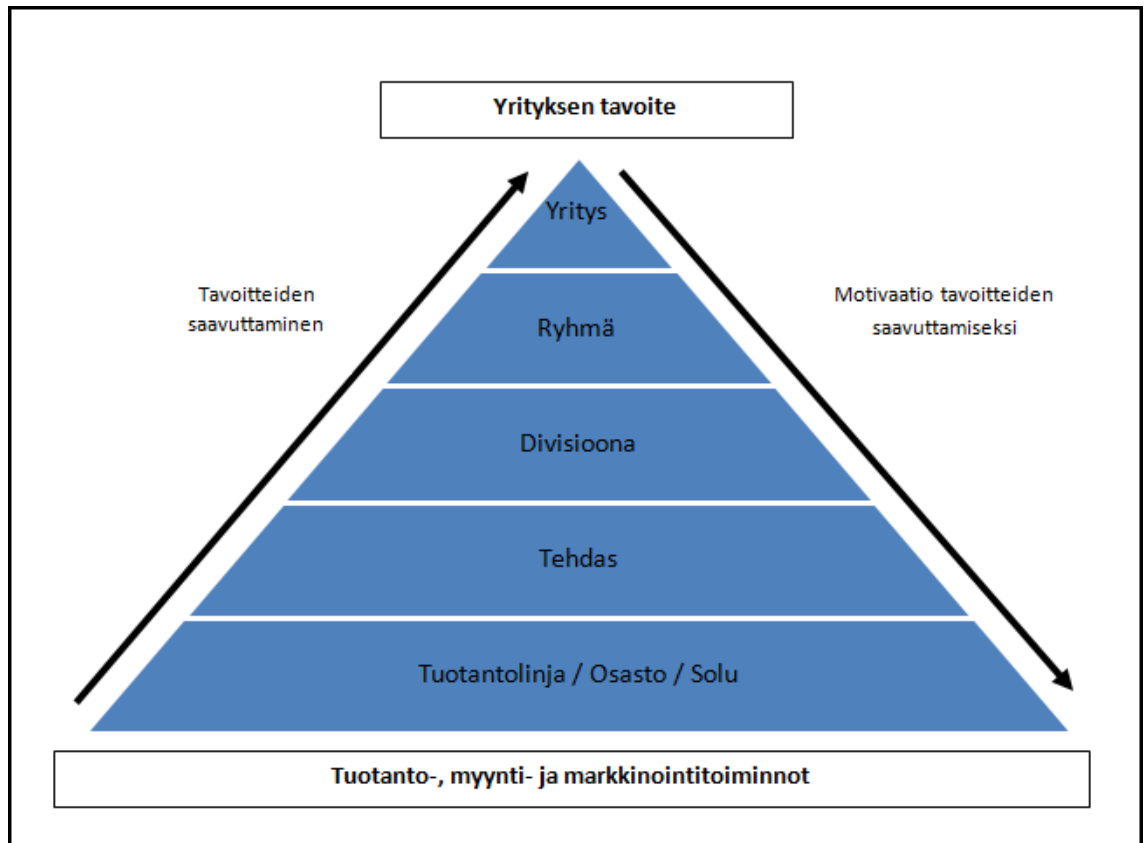 Yrityksen tavoite
Yritys
Tavoitteiden
saavuttaminen
Motivaatio tavoitteiden
saavuttamiseksi
Ryhmä
Divisioona
Tehdas
Tuotantolinja / Osasto / Solu
Tuotanto-, myynti- ja markkinointitoiminnot